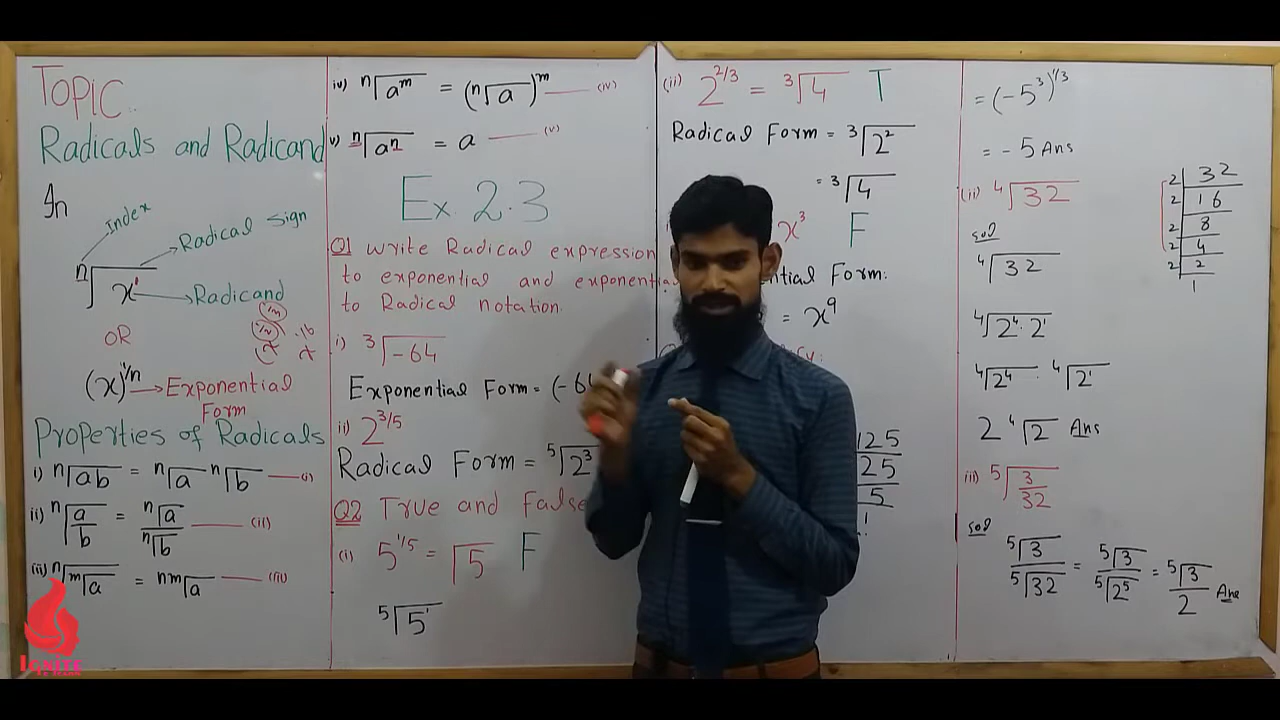 TOPIC
Radicals and Radicand
In
Index
Radical Sign
ⁿ√x¹
Radicand
OR
(x)^1/n → Exponential
Form
Properties of Radicals
i) ⁿ√ab = ⁿ√a ⁿ√b — (i)
ii) ⁿ√(a/b) = ⁿ√a / ⁿ√b — (ii)
iii) ⁿ√ᵐ√a = ⁿᵐ√a — (iii)
IGNITE
iv) ⁿ√aᵐ = (ⁿ√a)ᵐ — (iv)
v) ⁿ√aⁿ = a — (v)
Ex 2.3
Q1 Write Radical expression
to exponential and exponential
to Radical notation.
i) ³√-64
Exponential Form = (-64
ii) 2^3/5
Radical Form = ⁵√2³
Q2 True and False
(i) 5^1/5 = √5 F
⁵√5¹
(ii) 2^2/3 = ³√4 T
Radical Form = ³√2²
= ³√4
x³ F
ntial Form:
= x⁹
125
25
5
1
= (-5³)^1/3
= -5 Ans
(ii) ⁴√32
sol
⁴√32
⁴√2⁴·2¹
⁴√2⁴ · ⁴√2¹
2 ⁴√2 Ans
2 | 32
2 | 16
2 | 8
2 | 4
2 | 2
1
iii) ⁵√(3/32)
sol
⁵√3 / ⁵√32 = ⁵√3 / ⁵√2⁵ = ⁵√3 / 2 Ans